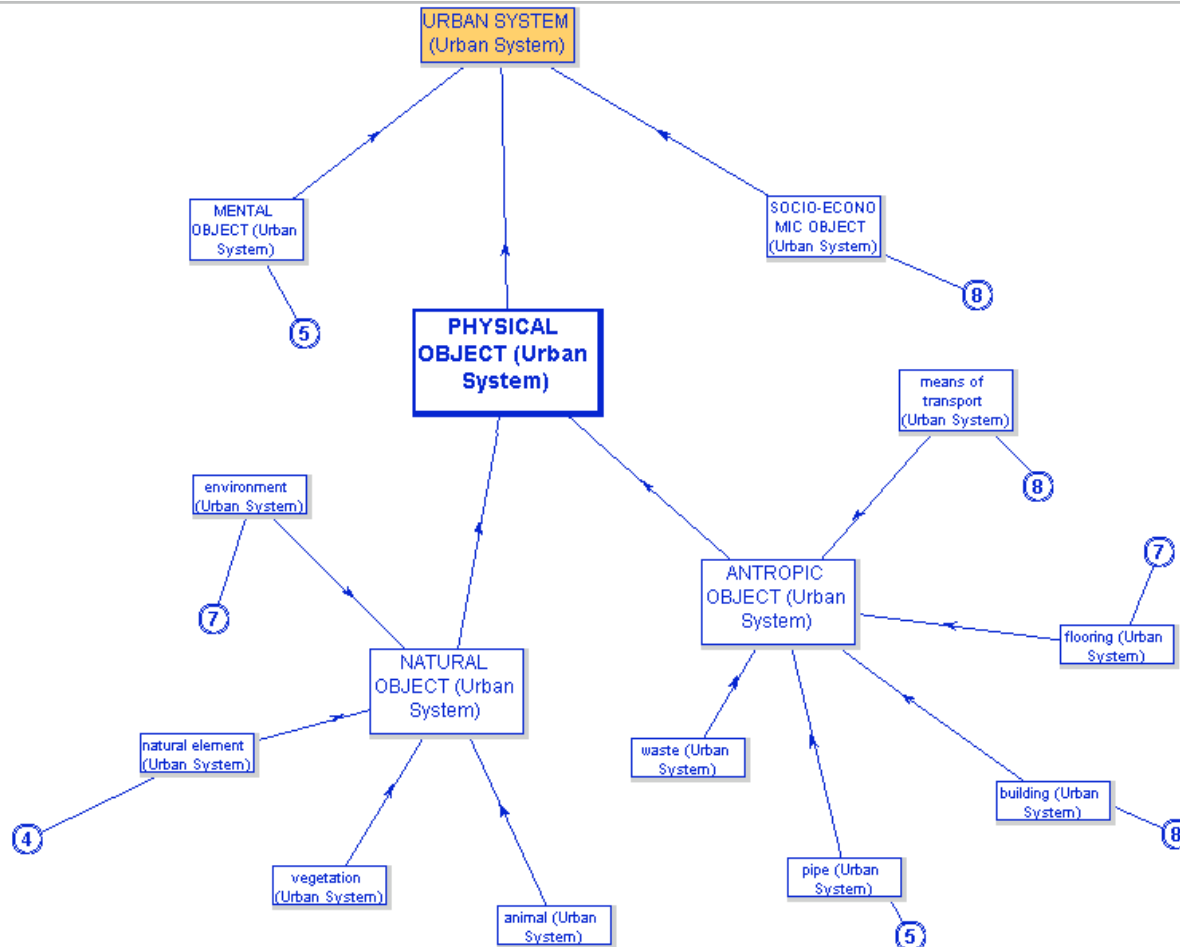 URBAN SYSTEM
(Urban System)
MENTAL
OBJECT (Urban
System)
SOCIO-ECONO
MIC OBJECT
(Urban System)
8
5
PHYSICAL
OBJECT (Urban
System)
means of
transport
(Urban System)
8
environment
(Urban System)
7
ANTROPIC
OBJECT (Urban
System)
7
flooring (Urban
System)
NATURAL
OBJECT (Urban
System)
natural element
(Urban System)
4
waste (Urban
System)
building (Urban
System)
8
vegetation
(Urban System)
animal (Urban
System)
pipe (Urban
System)
5